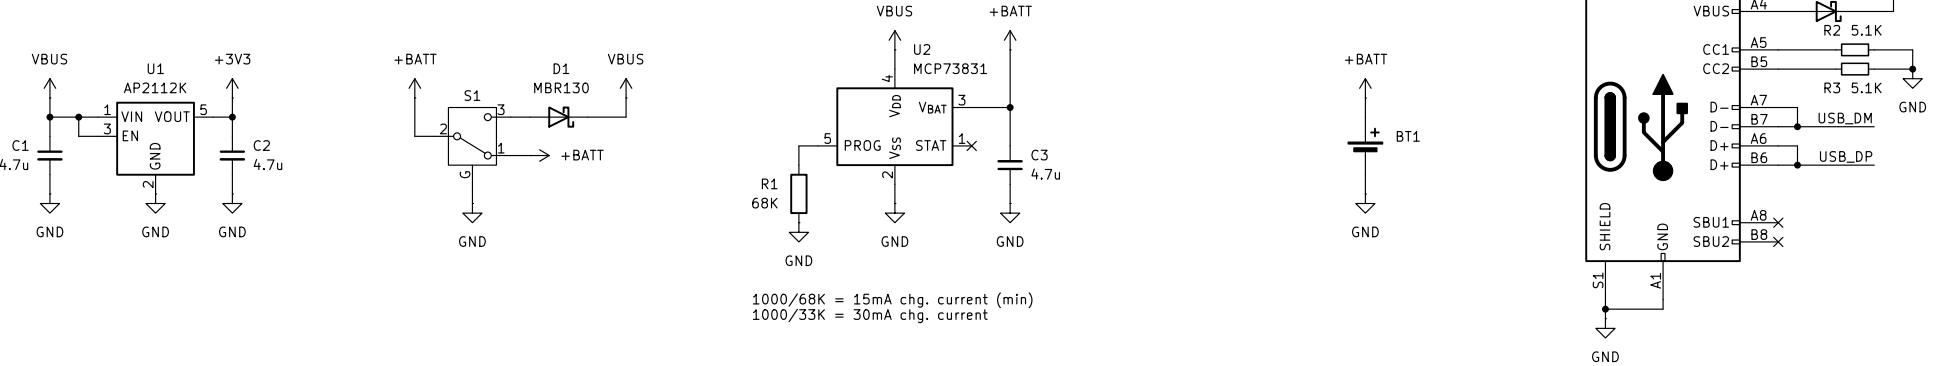 VBUS
U1
AP2112K
+3V3
1
VIN
VOUT
5
3
EN
GND
2
C1
4.7u
C2
4.7u
GND
GND
GND
+BATT
S1
D1
MBR130
VBUS
3
2
1
+BATT
G
GND
VBUS
+BATT
U2
MCP73831
4
VDD
VBAT
3
5
PROG
VSS
STAT
1
2
R1
68K
C3
4.7u
GND
GND
GND
1000/68K = 15mA chg. current (min)
1000/33K = 30mA chg. current
+BATT
+
BT1
GND
VBUS
A4
R2 5.1K
CC1
A5
CC2
B5
R3 5.1K
GND
D-
A7
D-
B7
USB_DM
D+
A6
D+
B6
USB_DP
SBU1
A8
SBU2
B8
SHIELD
GND
S1
A1
GND